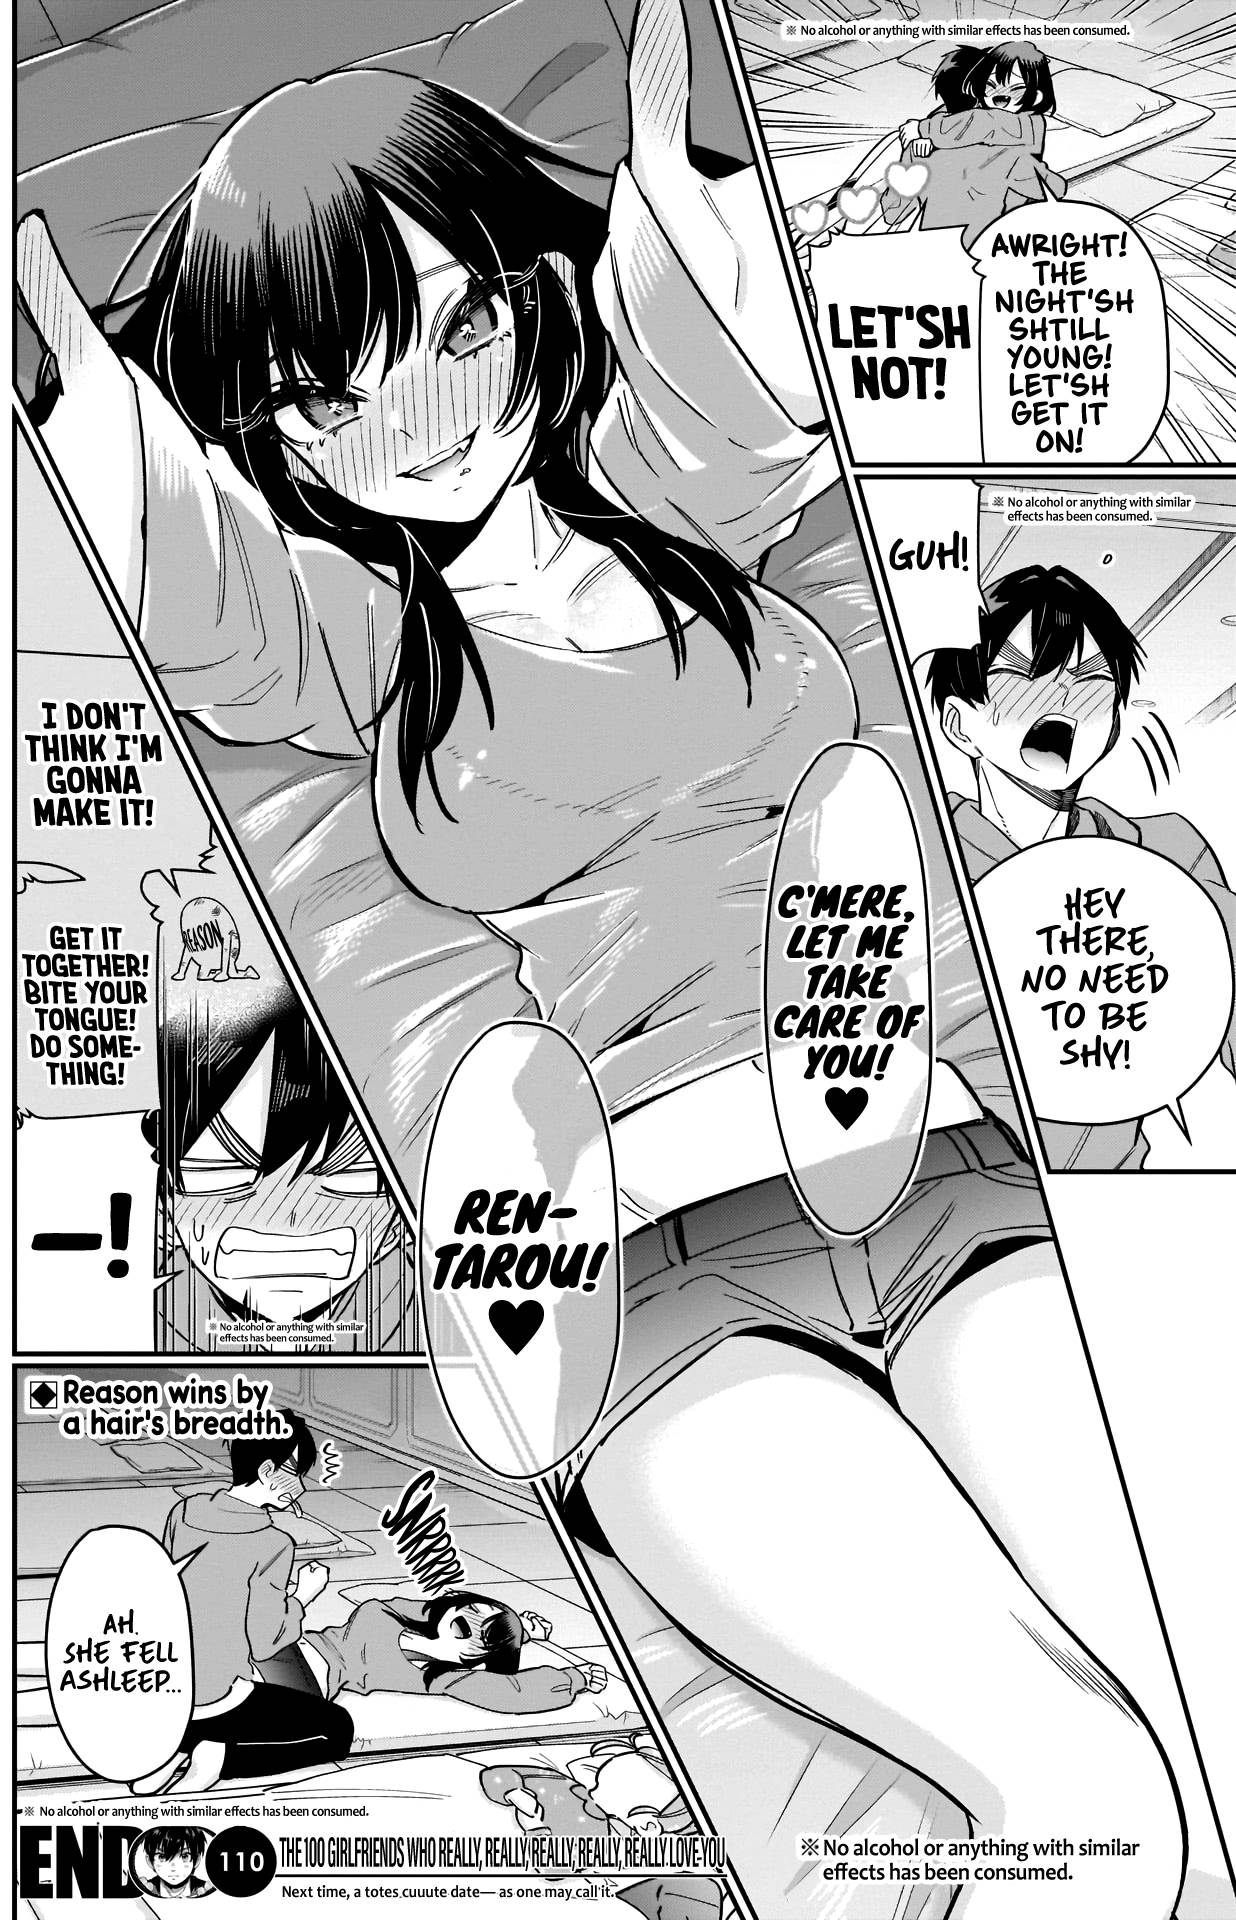 ※ No alcohol or anything with similar effects has been consumed.
AWRIGHT!
THE
NIGHT'SH
SHTILL
YOUNG!
LET'SH
GET IT
ON!
LET'SH
NOT!
※ No alcohol or anything with similar
effects has been consumed.
GUH!
HEY
THERE,
NO NEED
TO BE
SHY!
C'MERE,
LET ME
TAKE
CARE OF
YOU!
♥
REN-
TAROU!
♥
※ No alcohol or anything with similar
effects has been consumed.
I DON'T
THINK I'M
GONNA
MAKE IT!
REASON
GET IT
TOGETHER!
BITE YOUR
TONGUE!
DO SOME-
THING!
—!
※ No alcohol or anything with similar
effects has been consumed.
◆ Reason wins by
a hair's breadth.
SNRRRRK
AH.
SHE FELL
ASHLEEP...
※ No alcohol or anything with similar effects has been consumed.
END 110 THE 100 GIRLFRIENDS WHO REALLY, REALLY, REALLY, REALLY, REALLY LOVE YOU
Next time, a totes cuuute date— as one may call it.